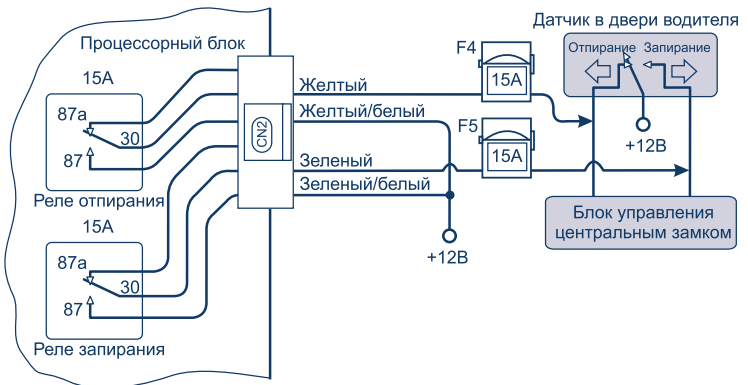 Датчик в двери водителя
Процессорный блок
F4
Отпирание Запирание
15А
15А
Желтый
87а
30
Желтый/белый
87
CN2
F5
+12В
15А
Зеленый
Реле отпирания
Зеленый/белый
15А
Блок управления
центральным замком
+12В
87а
30
87
Реле запирания